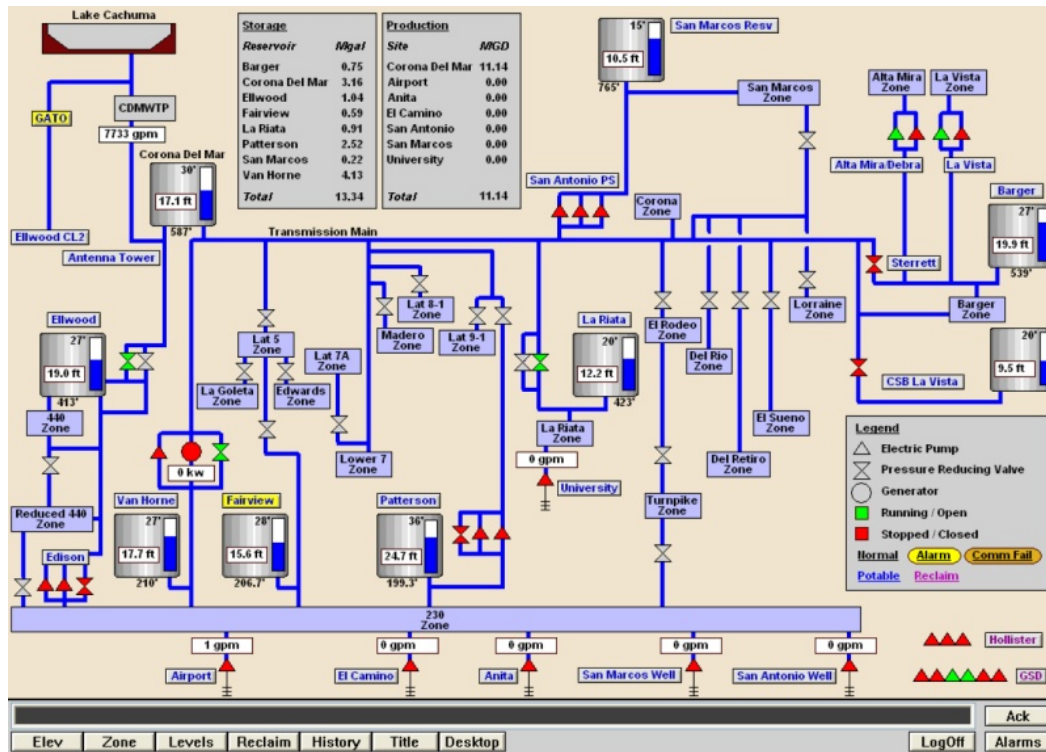 Lake Cachuma
GATO
CDMWTP
7733 gpm
Corona Del Mar
30'
17.1 ft
587'
Ellwood CL2
Antenna Tower
Storage
Reservoir Mgal
Barger 0.75
Corona Del Mar 3.16
Ellwood 1.04
Fairview 0.59
La Riata 0.91
Patterson 2.52
San Marcos 0.22
Van Horne 4.13
Total 13.34
Production
Site MGD
Corona Del Mar 11.14
Airport 0.00
Anita 0.00
El Camino 0.00
San Antonio 0.00
San Marcos 0.00
University 0.00
Total 11.14
15'
San Marcos Resv
10.5 ft
765'
San Marcos
Zone
Alta Mira
Zone
La Vista
Zone
Alta Mira/Debra
La Vista
San Antonio PS
Corona
Zone
Barger
27'
19.9 ft
539'
Transmission Main
Sterrett
Barger
Zone
Ellwood
27'
19.0 ft
413'
440
Zone
Lat 5
Zone
La Goleta
Zone
Edwards
Zone
Lat 7A
Zone
Madero
Zone
Lat 8-1
Zone
Lat 9-1
Zone
La Riata
20'
12.2 ft
423'
El Rodeo
Zone
Del Rio
Zone
Lorraine
Zone
20'
9.5 ft
CSB La Vista
La Riata
Zone
El Sueno
Zone
0 kw
Lower 7
Zone
0 gpm
University
Del Retiro
Zone
Legend
Electric Pump
Pressure Reducing Valve
Generator
Running / Open
Stopped / Closed
Normal Alarm Comm Fail
Potable Reclaim
Reduced 440
Zone
Edison
Van Horne
27'
17.7 ft
210'
Fairview
28'
15.6 ft
206.7'
Patterson
36'
24.7 ft
199.3'
Turnpike
Zone
230
Zone
1 gpm
0 gpm
0 gpm
0 gpm
0 gpm
Airport
El Camino
Anita
San Marcos Well
San Antonio Well
Hollister
GSD
Ack
Elev Zone Levels Reclaim History Title Desktop LogOff Alarms